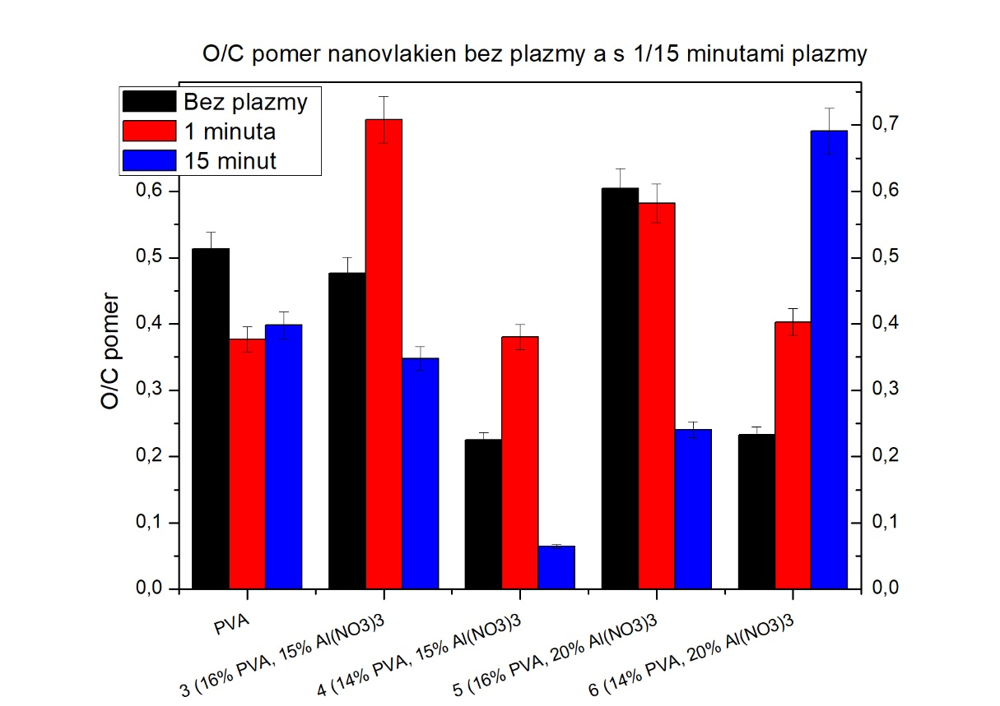 O/C pomer nanovlakien bez plazmy a s 1/15 minutami plazmy
Bez plazmy
1 minuta
15 minut
O/C pomer
0,6
0,5
0,4
0,3
0,2
0,1
0,0
0,7
0,6
0,5
0,4
0,3
0,2
0,1
0,0
PVA
3 (16% PVA, 15% Al(NO3)3
4 (14% PVA, 15% Al(NO3)3
5 (16% PVA, 20% Al(NO3)3
6 (14% PVA, 20% Al(NO3)3